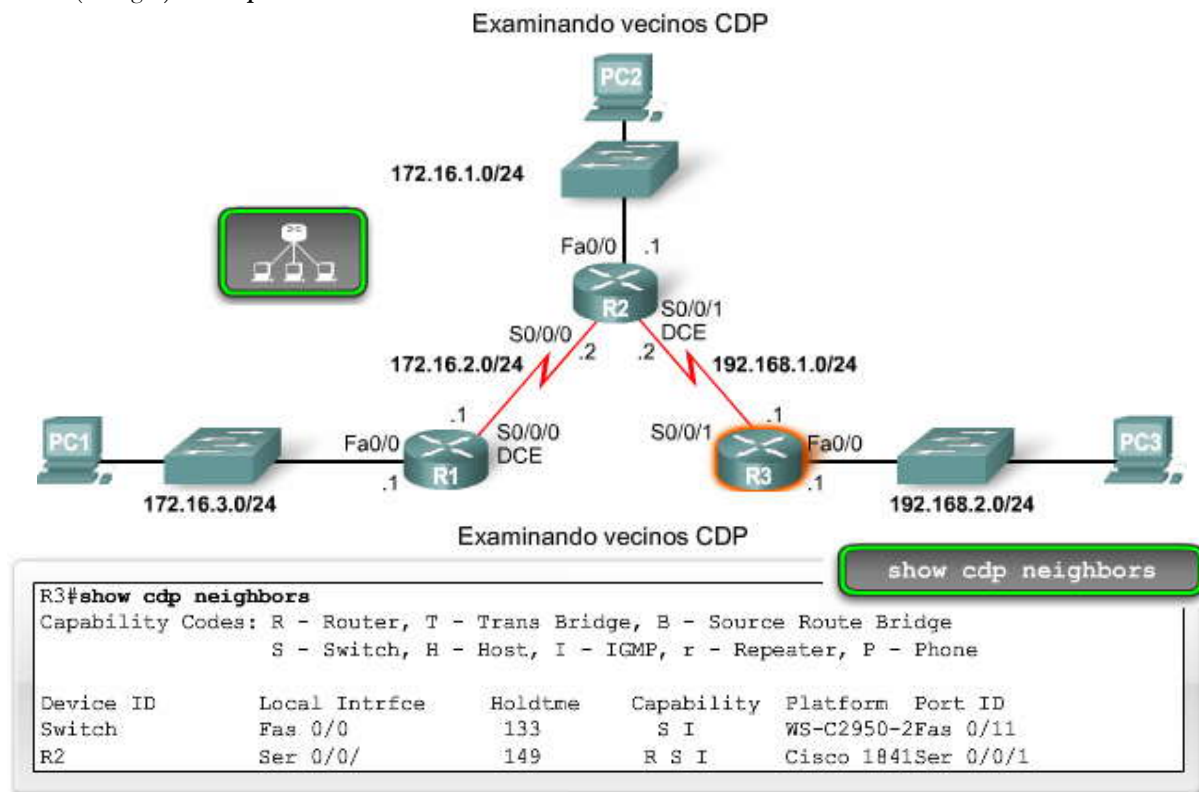 Examinando vecinos CDP
PC2
172.16.1.0/24
Fa0/0 .1
R2 S0/0/1
S0/0/0 DCE
172.16.2.0/24 .2 .2 192.168.1.0/24
.1 .1
PC1 Fa0/0 S0/0/0 S0/0/1 Fa0/0 PC3
DCE
.1 R1 R3 .1
172.16.3.0/24 192.168.2.0/24
Examinando vecinos CDP
show cdp neighbors
R3#show cdp neighbors
Capability Codes: R - Router, T - Trans Bridge, B - Source Route Bridge
S - Switch, H - Host, I - IGMP, r - Repeater, P - Phone
Device ID Local Intrfce Holdtme Capability Platform Port ID
Switch Fas 0/0 133 S I WS-C2950-2Fas 0/11
R2 Ser 0/0/ 149 R S I Cisco 1841Ser 0/0/1